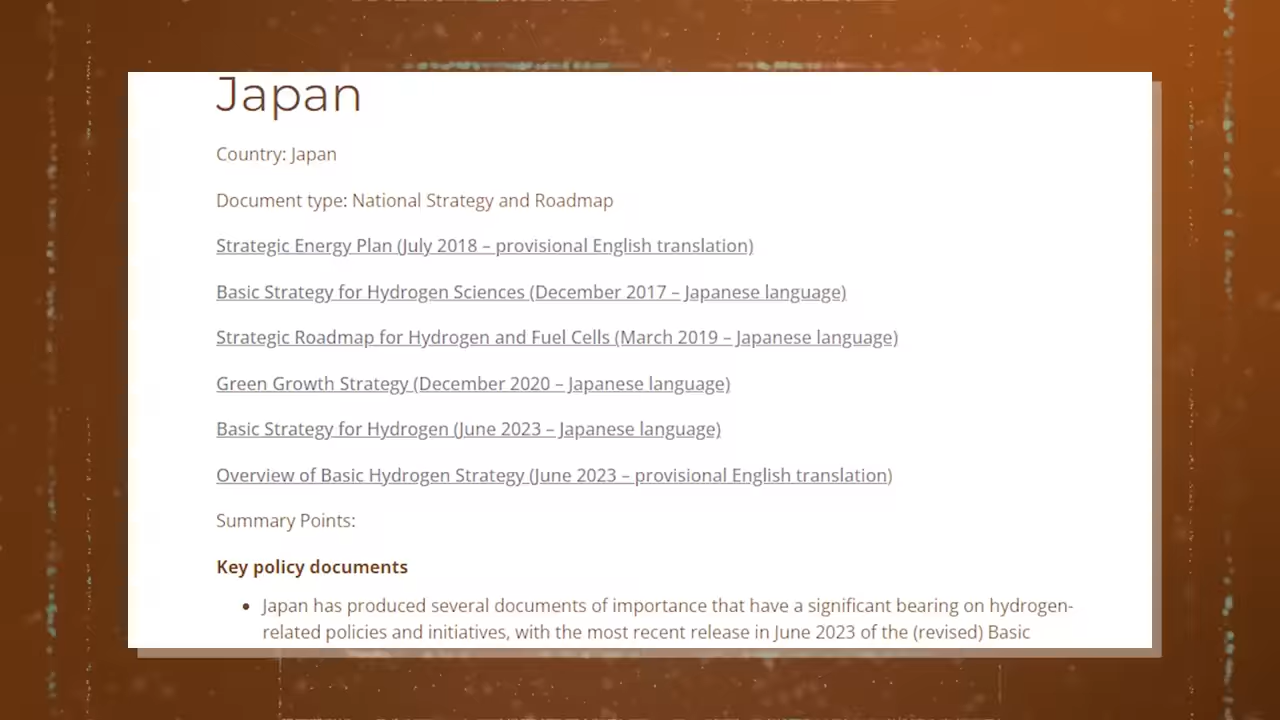 Japan
Country: Japan
Document type: National Strategy and Roadmap
Strategic Energy Plan (July 2018 – provisional English translation)
Basic Strategy for Hydrogen Sciences (December 2017 – Japanese language)
Strategic Roadmap for Hydrogen and Fuel Cells (March 2019 – Japanese language)
Green Growth Strategy (December 2020 – Japanese language)
Basic Strategy for Hydrogen (June 2023 – Japanese language)
Overview of Basic Hydrogen Strategy (June 2023 – provisional English translation)
Summary Points:
Key policy documents
• Japan has produced several documents of importance that have a significant bearing on hydrogen-
related policies and initiatives, with the most recent release in June 2023 of the (revised) Basic